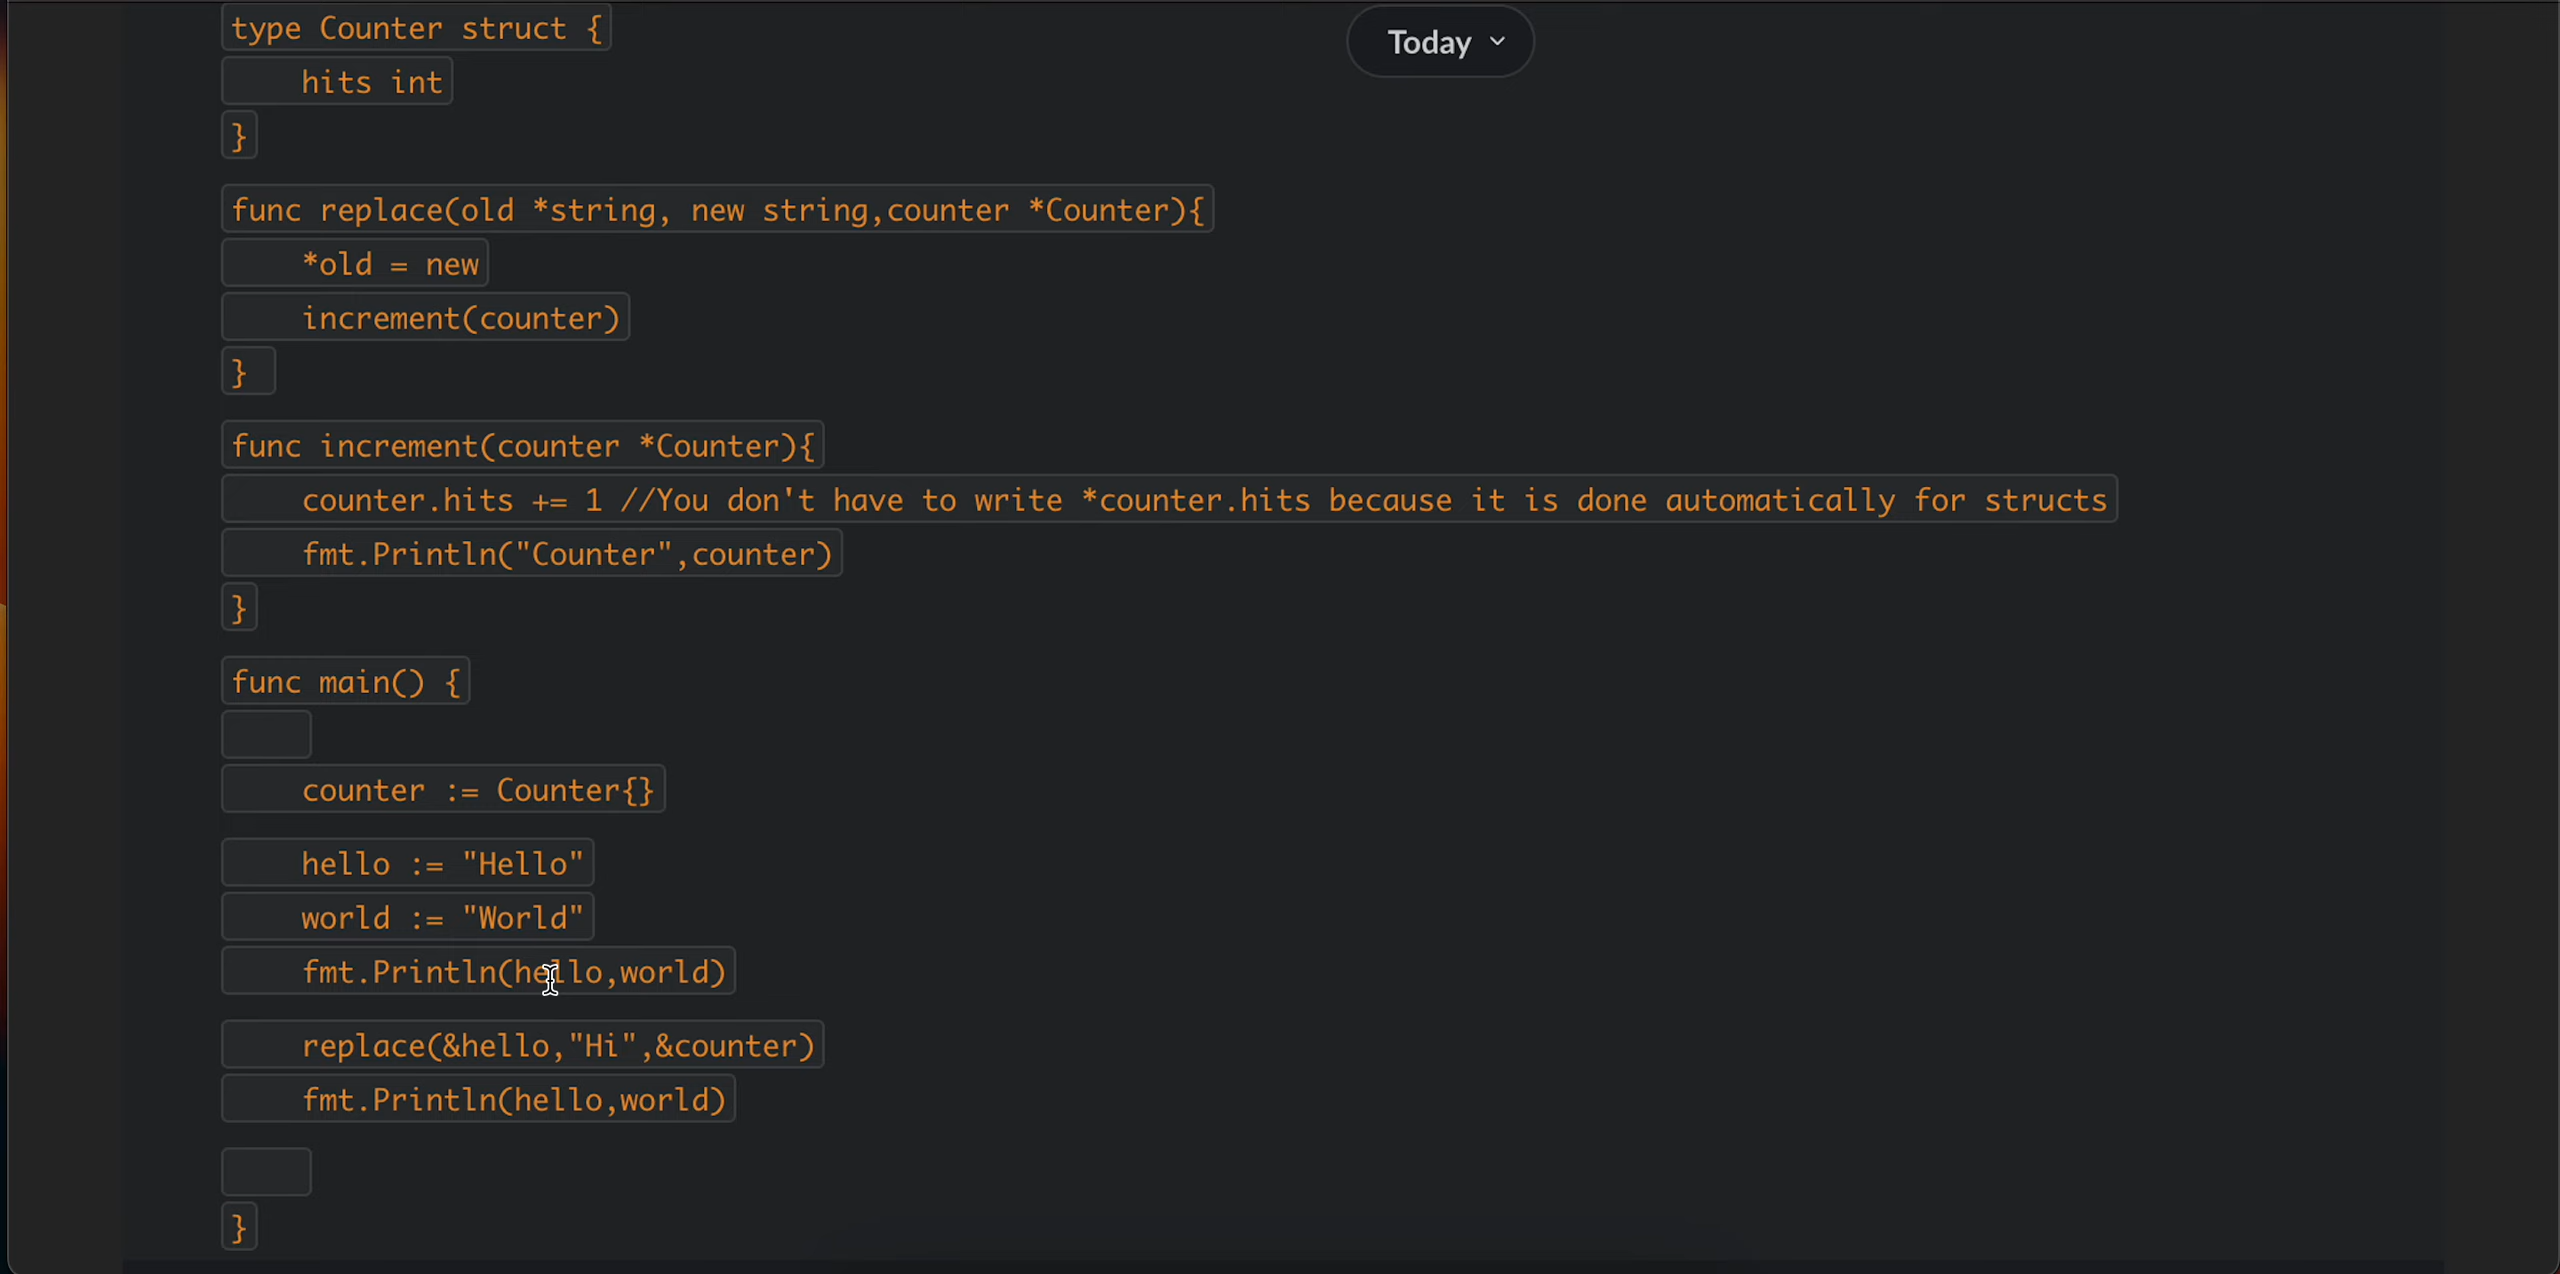 Today
type Counter struct {
    hits int
}
func replace(old *string, new string,counter *Counter){
    *old = new
    increment(counter)
}
func increment(counter *Counter){
    counter.hits += 1 //You don't have to write *counter.hits because it is done automatically for structs
    fmt.Println("Counter",counter)
}
func main() {
    counter := Counter{}
    hello := "Hello"
    world := "World"
    fmt.Println(hello,world)
    replace(&hello,"Hi",&counter)
    fmt.Println(hello,world)
}